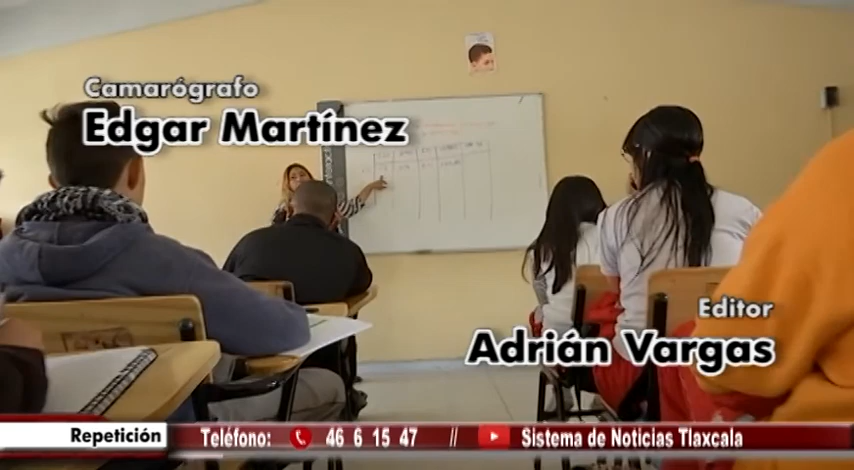 Camarógrafo
Edgar Martínez
Editor
Adrián Vargas
Repetición
Teléfono: 46 6 15 47 // Sistema de Noticias Tlaxcala